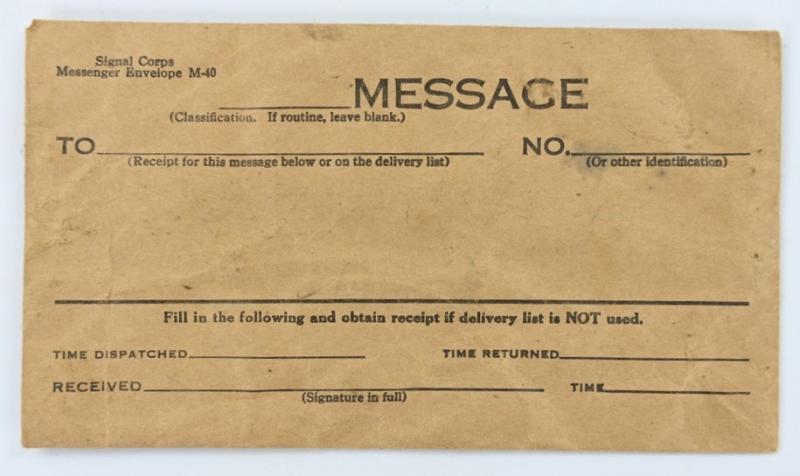 Signal Corps
Messenger Envelope M-40
MESSAGE
(Classification. If routine, leave blank.)
TO NO.
(Receipt for this message below or on the delivery list) (Or other identification)
Fill in the following and obtain receipt if delivery list is NOT used.
TIME DISPATCHED TIME RETURNED
RECEIVED TIME
(Signature in full)